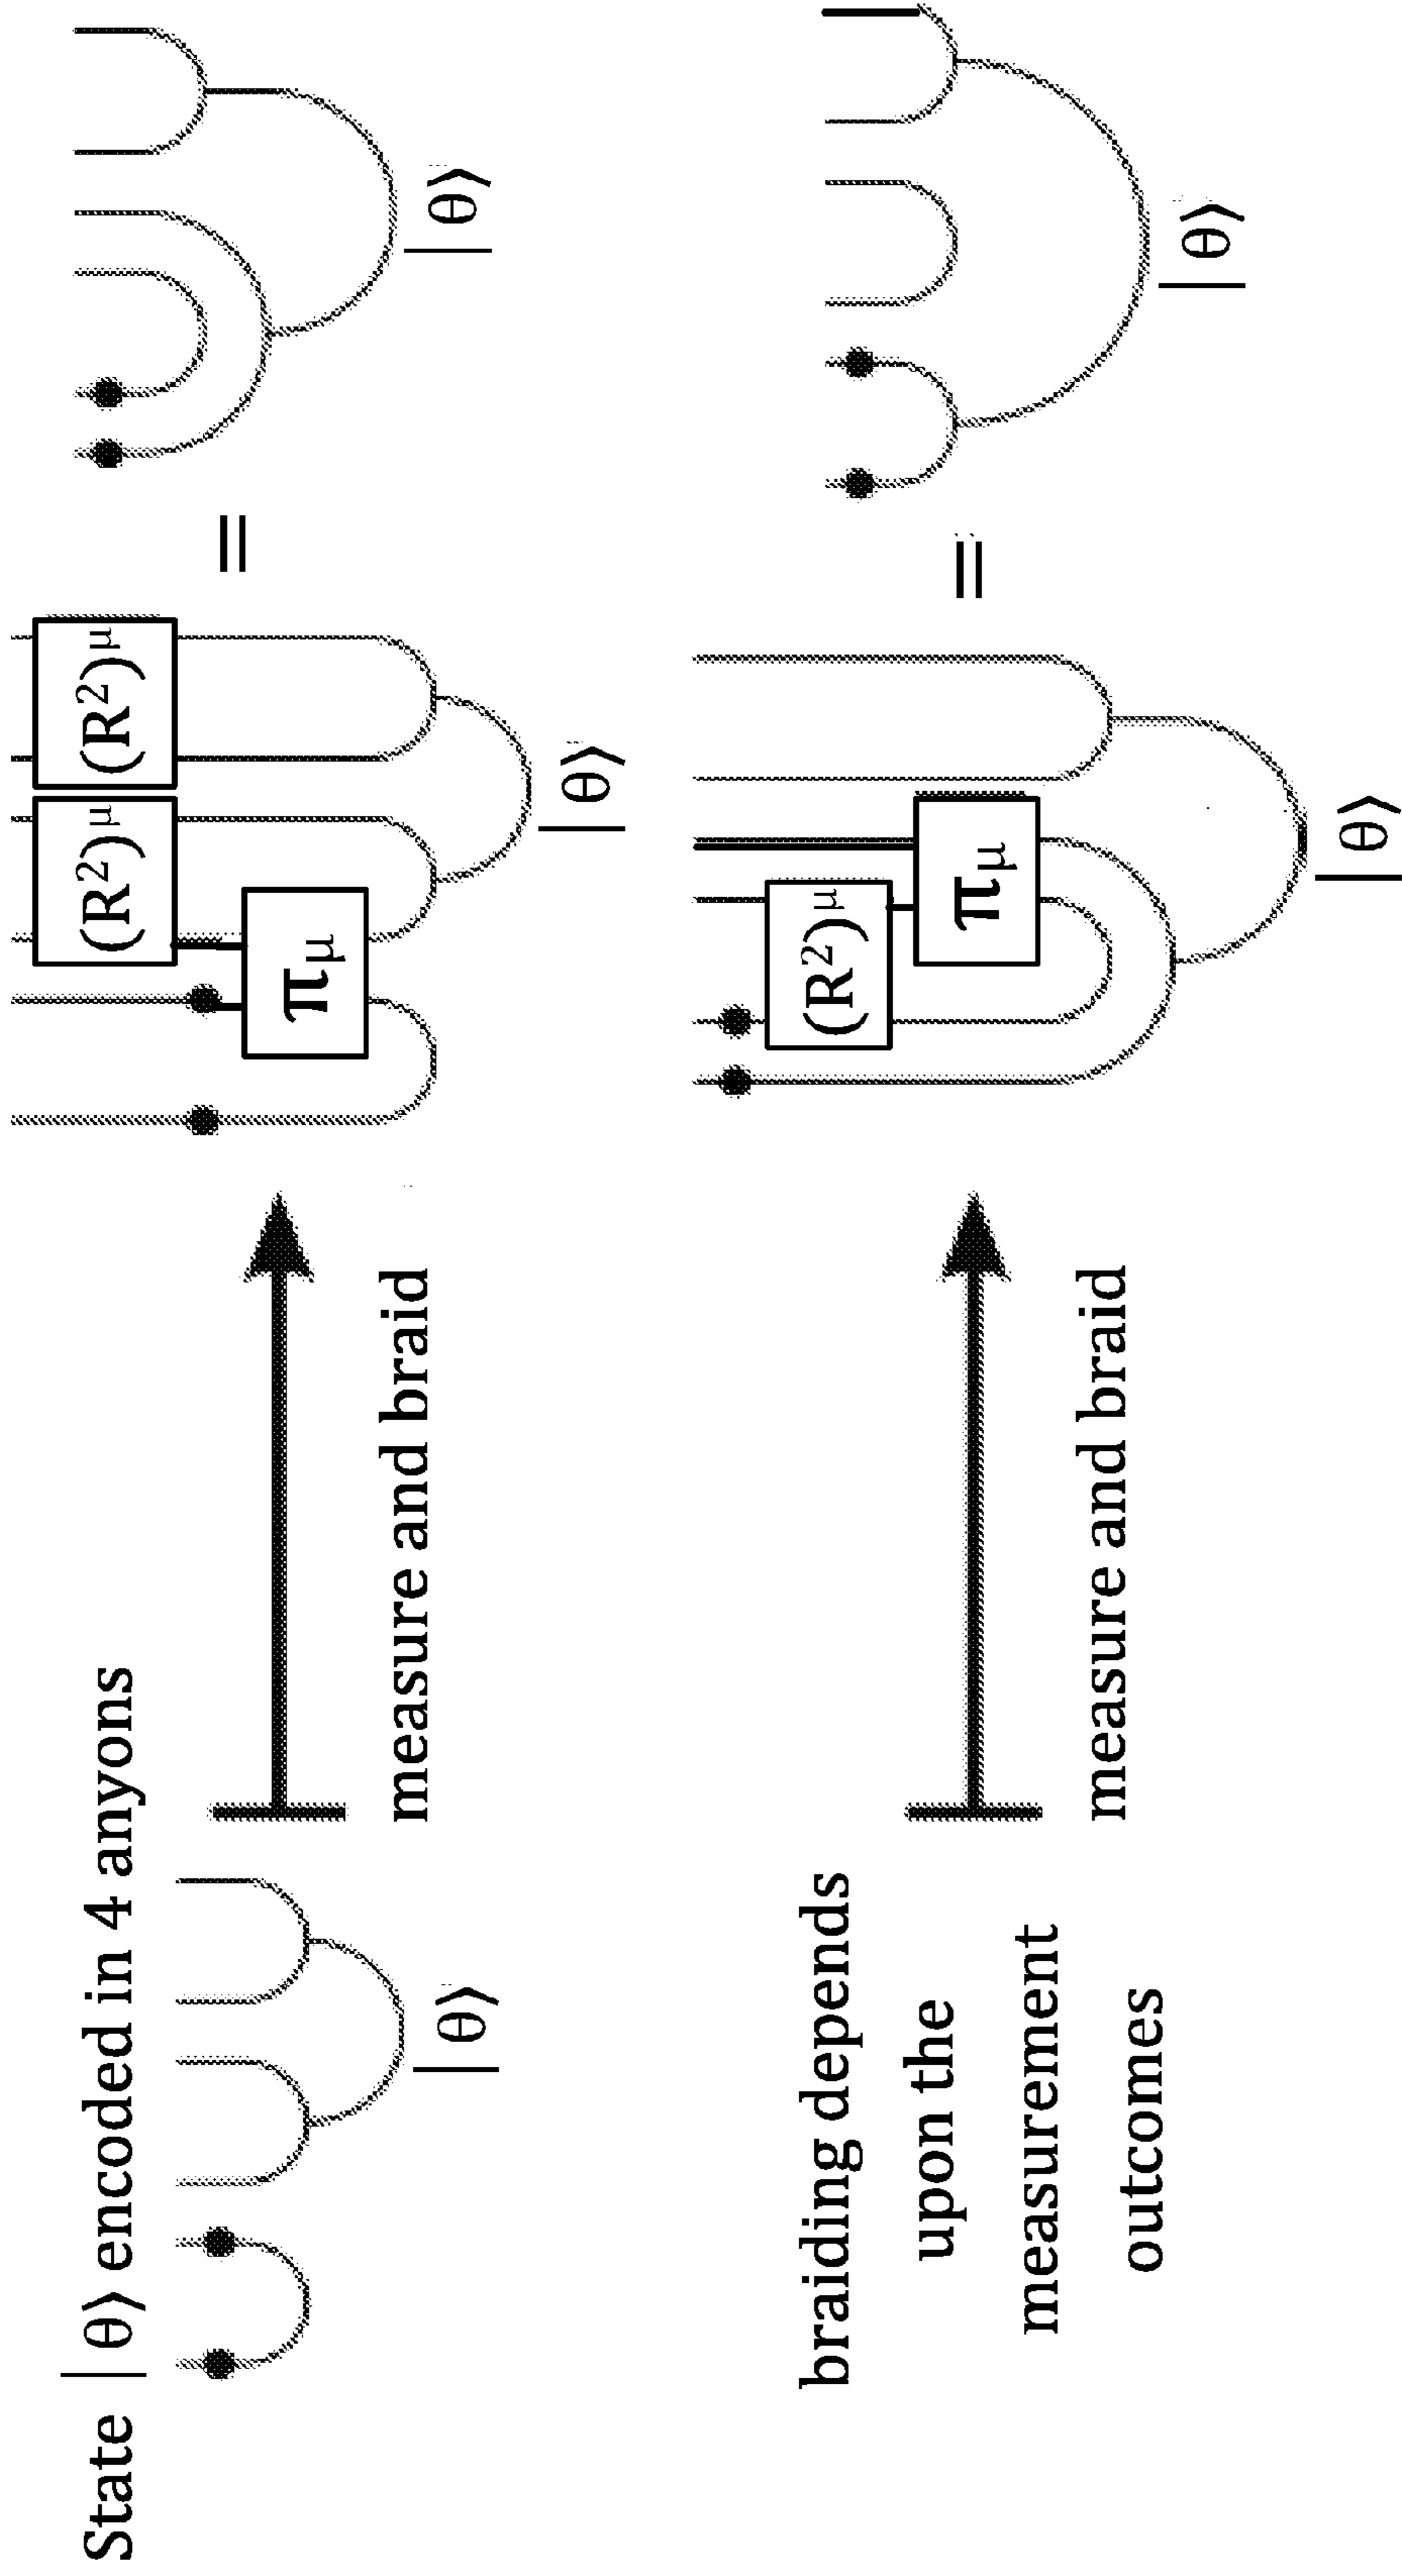 State |θ⟩ encoded in 4 anyons
|θ⟩
measure and braid
(R²)^μ (R²)^μ
π_μ
|θ⟩
=
|θ⟩
braiding depends
upon the
measurement
outcomes
measure and braid
(R²)^μ
π_μ
|θ⟩
=
|θ⟩